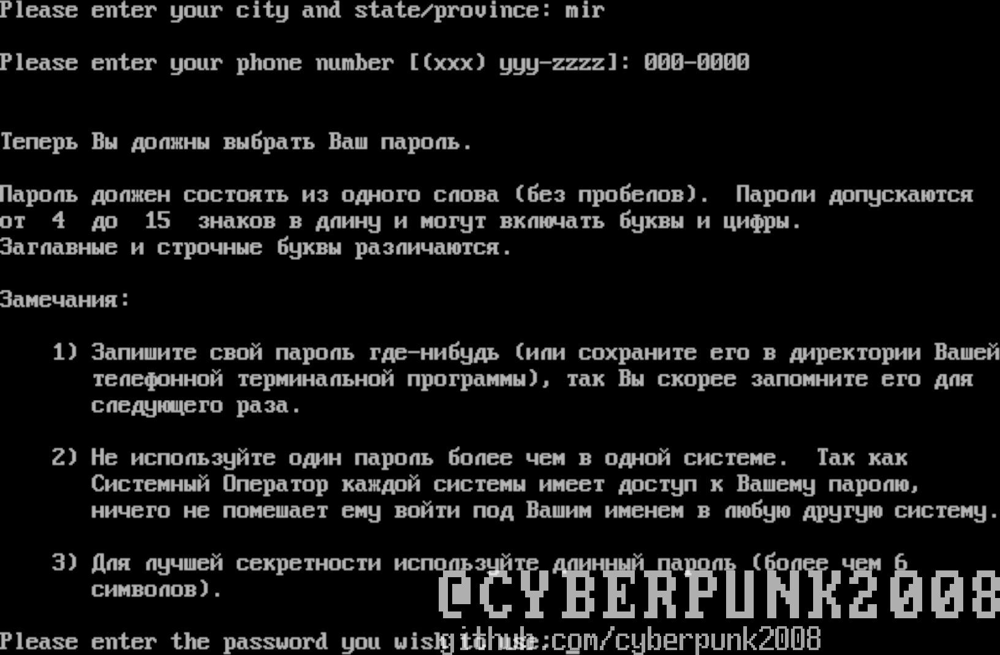 Please enter your city and state/province: mir
Please enter your phone number [(xxx) yyy-zzzz]: 000-0000
Теперь Вы должны выбрать Ваш пароль.
Пароль должен состоять из одного слова (без пробелов). Пароли допускаются
от 4 до 15 знаков в длину и могут включать буквы и цифры.
Заглавные и строчные буквы различаются.
Замечания:
1) Запишите свой пароль где-нибудь (или сохраните его в директории Вашей
телефонной терминальной программы), так Вы скорее запомните его для
следующего раза.
2) Не используйте один пароль более чем в одной системе. Так как
Системный Оператор каждой системы имеет доступ к Вашему паролю,
ничего не помешает ему войти под Вашим именем в любую другую систему.
3) Для лучшей секретности используйте длинный пароль (более чем 6
символов).
@CYBERPUNK2008
Please enter the password you wish to use:
github.com/cyberpunk2008